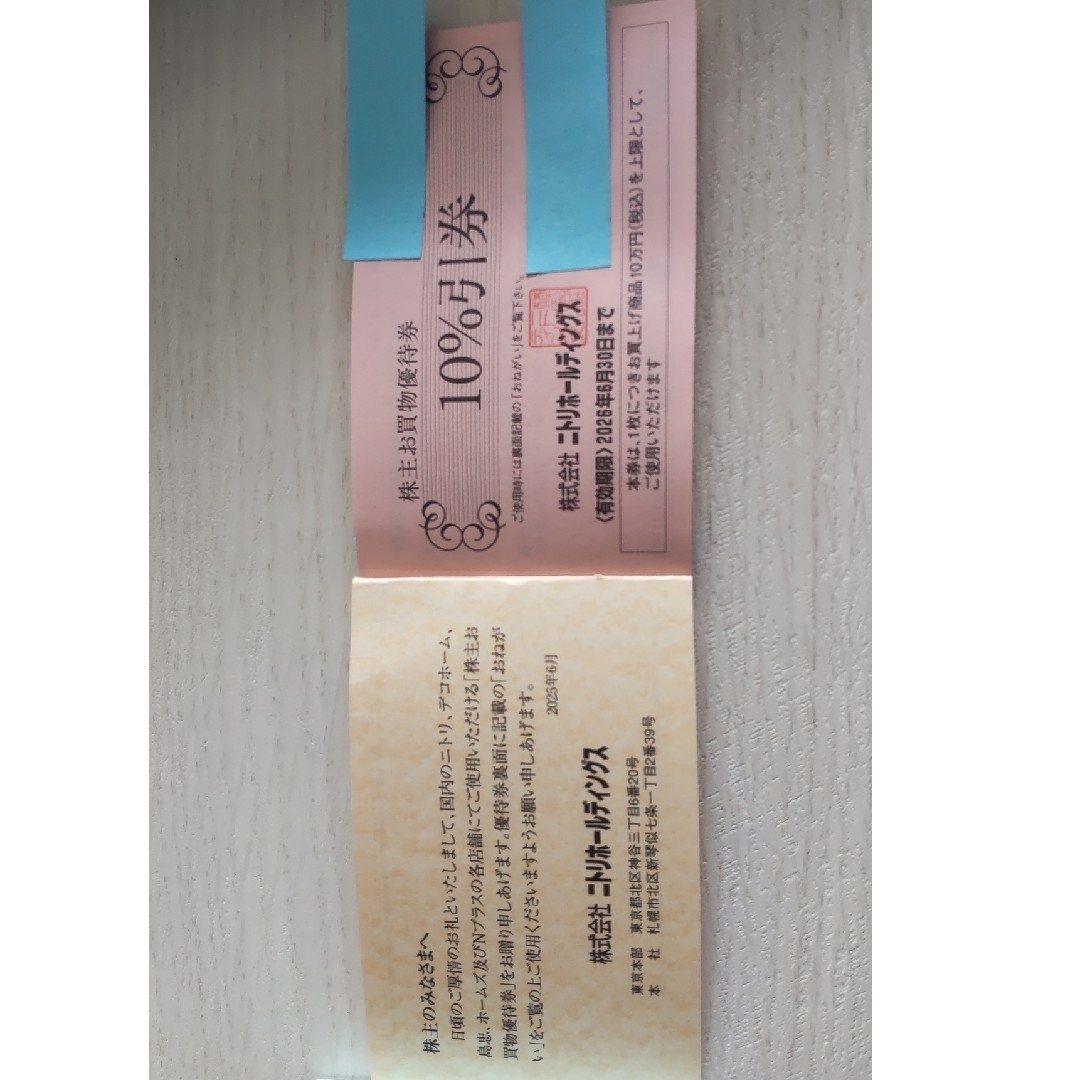 株主のみなさまへ
日頃のご厚情のお礼といたしまして、国内のニトリ、デコホーム、
島忠、ホームズ及びNプラスの各店舗にてご使用いただける「株主お
買物優待券」をお贈り申しあげます。優待券裏面に記載の「おねが
い」をご覧の上ご使用くださいますようお願い申しあげます。
2025年6月
株式会社 ニトリホールディングス
東京本部 東京都北区神谷三丁目6番20号
本 社 札幌市北区新琴似七条一丁目2番39号
株主お買物優待券
10%引券
ご使用時には裏面記載の「おねがい」をご覧下さい。
株式会社 ニトリホールディングス
〈有効期限〉2026年6月30日まで
本券は、1枚につきお買上げ商品10万円(税込)を上限として、
ご使用いただけます